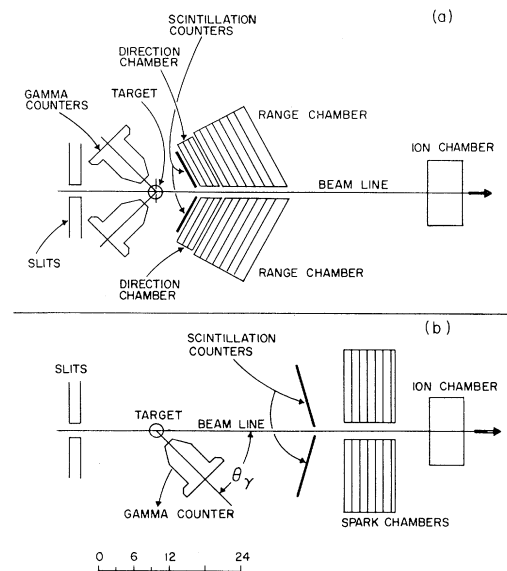 (a)
SCINTILLATION
COUNTERS
DIRECTION
CHAMBER
GAMMA
COUNTERS
TARGET
RANGE CHAMBER
ION CHAMBER
BEAM LINE
SLITS
DIRECTION
CHAMBER
RANGE CHAMBER
(b)
SCINTILLATION
COUNTERS
SLITS
ION CHAMBER
TARGET
BEAM LINE
θγ
GAMMA
COUNTER
SPARK CHAMBERS
0 6 12 24